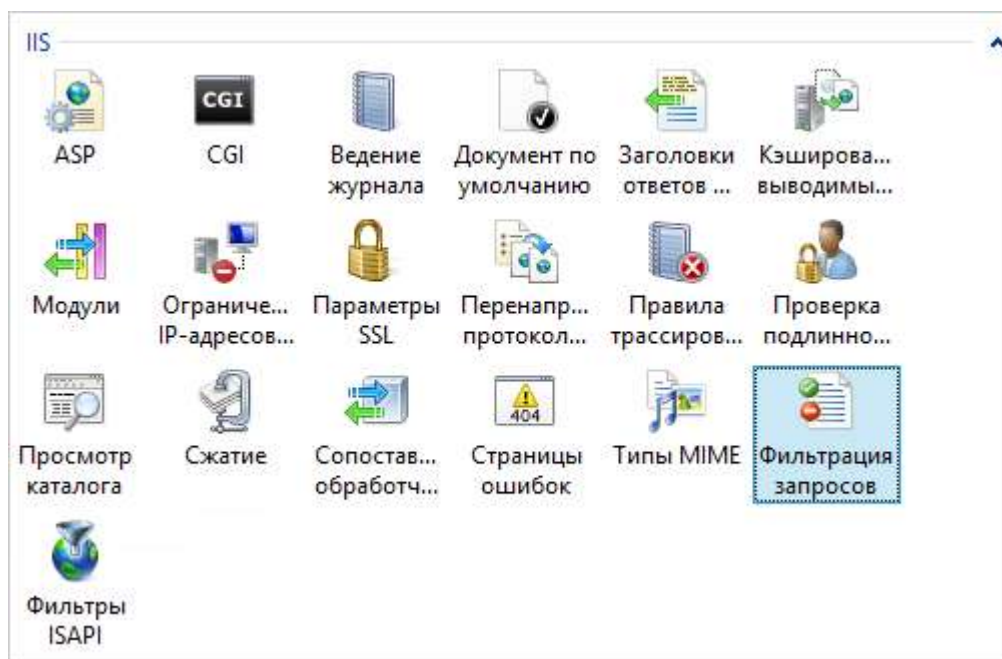 IIS
ASP
CGI
CGI
Ведение
журнала
Документ по
умолчанию
Заголовки
ответов ...
Кэширова...
выводимы...
Модули
Ограниче...
IP-адресов...
Параметры
SSL
Перенапр...
протокол...
Правила
трассиров...
Проверка
подлинно...
Просмотр
каталога
Сжатие
Сопостав...
обработч...
404
Страницы
ошибок
Типы MIME
Фильтрация
запросов
Фильтры
ISAPI